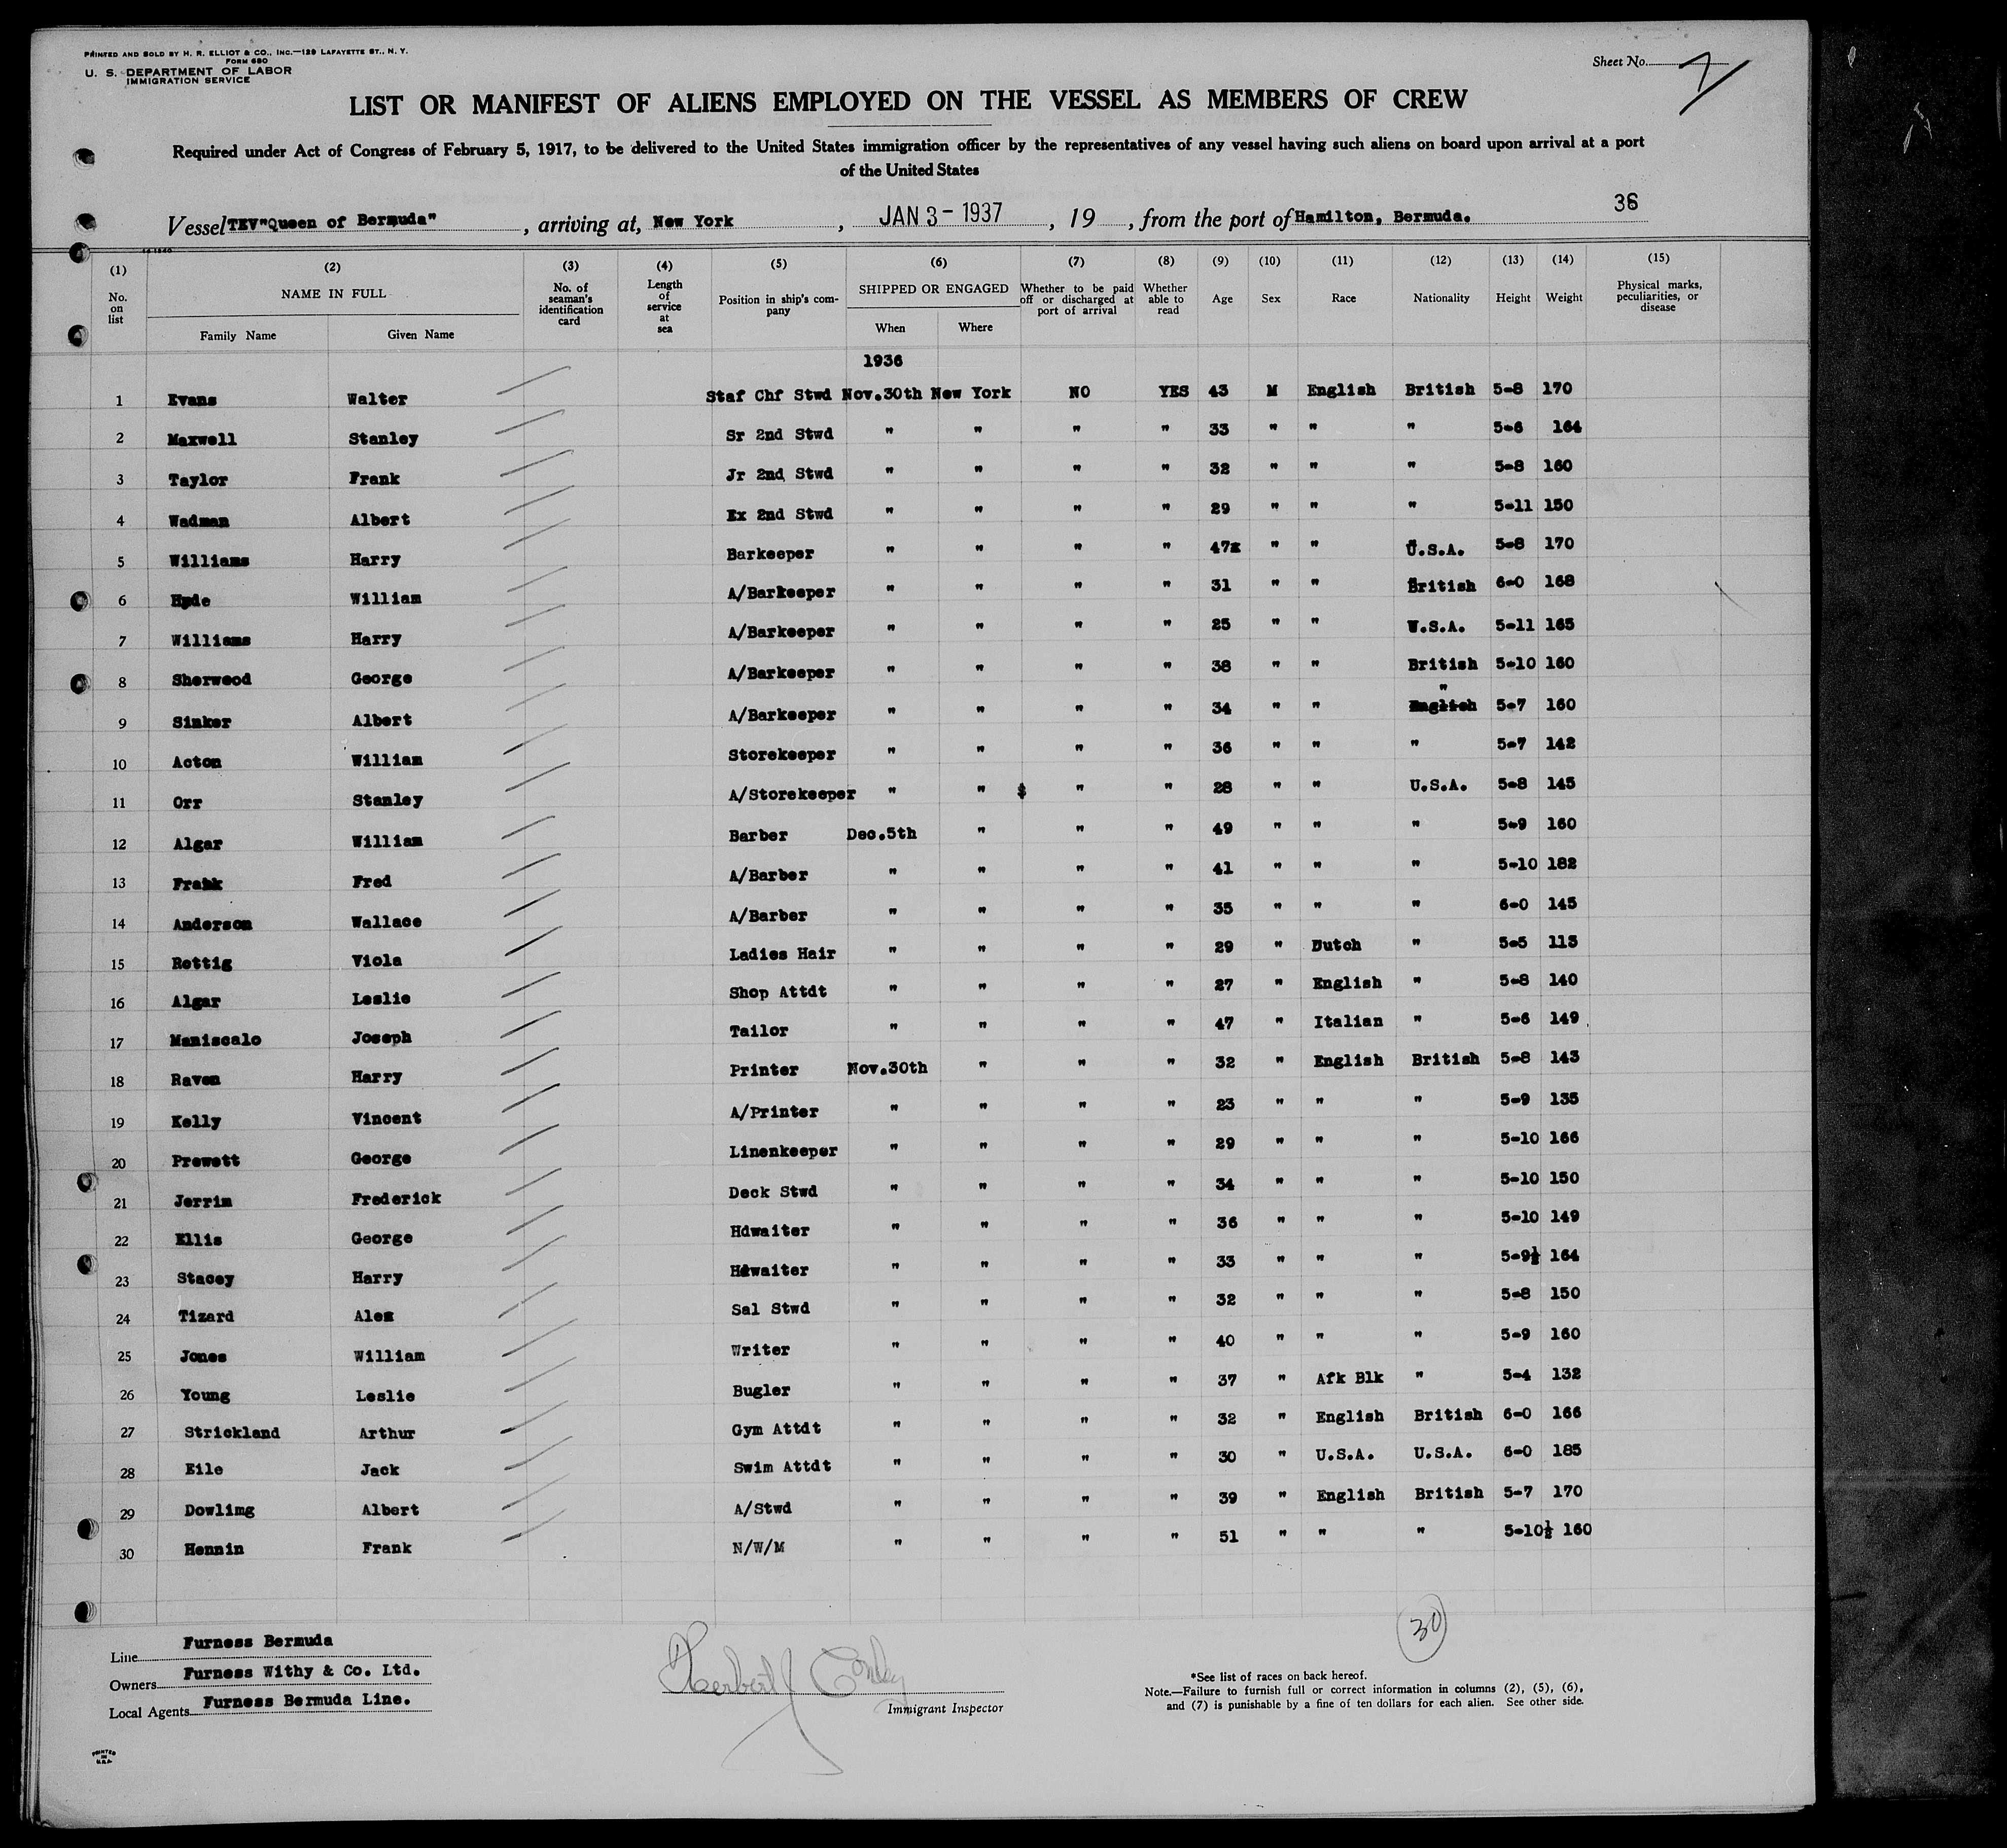 PRINTED AND SOLD BY H. R. ELLIOT & CO., INC.—129 LAFAYETTE ST., N. Y.
FORM 680
U. S. DEPARTMENT OF LABOR
IMMIGRATION SERVICE
Sheet No.
LIST OR MANIFEST OF ALIENS EMPLOYED ON THE VESSEL AS MEMBERS OF CREW
Required under Act of Congress of February 5, 1917, to be delivered to the United States immigration officer by the representatives of any vessel having such aliens on board upon arrival at a port
of the United States
36
Vessel TEV"Queen of Bermuda" , arriving at, New York , JAN 3 - 1937 , 19 , from the port of Hamilton, Bermuda.
(1) (2) (3) (4) (5) (6) (7) (8) (9) (10) (11) (12) (13) (14) (15)
No. on list NAME IN FULL Family Name Given Name No. of seaman's identification card Length of service at sea Position in ship's company SHIPPED OR ENGAGED When Where Whether to be paid off or discharged at port of arrival Whether able to read Age Sex Race Nationality Height Weight Physical marks, peculiarities, or disease
1936
1 Evans Walter Staf Chf Stwd Nov.30th New York NO YES 43 M English British 5-8 170
2 Maxwell Stanley Sr 2nd Stwd " " " " 33 " " " 5-6 164
3 Taylor Frank Jr 2nd Stwd " " " " 32 " " " 5-8 160
4 Wadman Albert Ex 2nd Stwd " " " " 29 " " " 5-11 150
5 Williams Harry Barkeeper " " " " 47x " " U.S.A. 5-8 170
6 Hyde William A/Barkeeper " " " " 31 " " British 6-0 168
7 Williams Harry A/Barkeeper " " " " 25 " " U.S.A. 5-11 165
8 Sherwood George A/Barkeeper " " " " 38 " " British 5-10 160
"
9 Sinker Albert A/Barkeeper " " " " 34 " " English 5-7 160
10 Acton William Storekeeper " " " " 36 " " " 5-7 142
11 Orr Stanley A/Storekeeper " " " " 28 " " U.S.A. 5-8 145
12 Algar William Barber Dec.5th " " " 49 " " " 5-9 160
13 Frank Fred A/Barber " " " " 41 " " " 5-10 182
14 Anderson Wallace A/Barber " " " " 35 " " " 6-0 145
15 Rettig Viola Ladies Hair " " " " 29 " Dutch " 5-5 113
16 Algar Leslie Shop Attdt " " " " 27 " English " 5-8 140
17 Maniscalo Joseph Tailor " " " " 47 " Italian " 5-6 149
18 Raven Harry Printer Nov.30th " " " 32 " English British 5-8 143
19 Kelly Vincent A/Printer " " " " 23 " " " 5-9 135
20 Prewett George Linenkeeper " " " " 29 " " " 5-10 166
21 Jerrim Frederick Deck Stwd " " " " 34 " " " 5-10 150
22 Ellis George Hdwaiter " " " " 36 " " " 5-10 149
23 Stacey Harry Hdwaiter " " " " 33 " " " 5-9½ 164
24 Tizard Alex Sal Stwd " " " " 32 " " " 5-8 150
25 Jones William Writer " " " " 40 " " " 5-9 160
26 Young Leslie Bugler " " " " 37 " Afk Blk " 5-4 132
27 Strickland Arthur Gym Attdt " " " " 32 " English British 6-0 166
28 Eile Jack Swim Attdt " " " " 30 " U.S.A. U.S.A. 6-0 185
29 Dowlimg Albert A/Stwd " " " " 39 " English British 5-7 170
30 Hennin Frank N/W/M " " " " 51 " " " 5-10½ 160
30
Line Furness Bermuda
Owners Furness Withy & Co. Ltd.
Local Agents Furness Bermuda Line.
Immigrant Inspector
*See list of races on back hereof.
Note.—Failure to furnish full or correct information in columns (2), (5), (6),
and (7) is punishable by a fine of ten dollars for each alien. See other side.
PRINTED
IN
U.S.A.